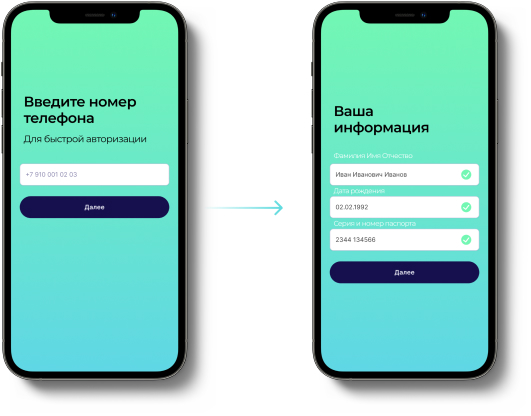 Введите номер
телефона
Для быстрой авторизации
+7 910 001 02 03
Далее
Ваша
информация
Фамилия Имя Отчество
Иван Иванович Иванов
Дата рождения
02.02.1992
Серия и номер паспорта
2344 134566
Далее